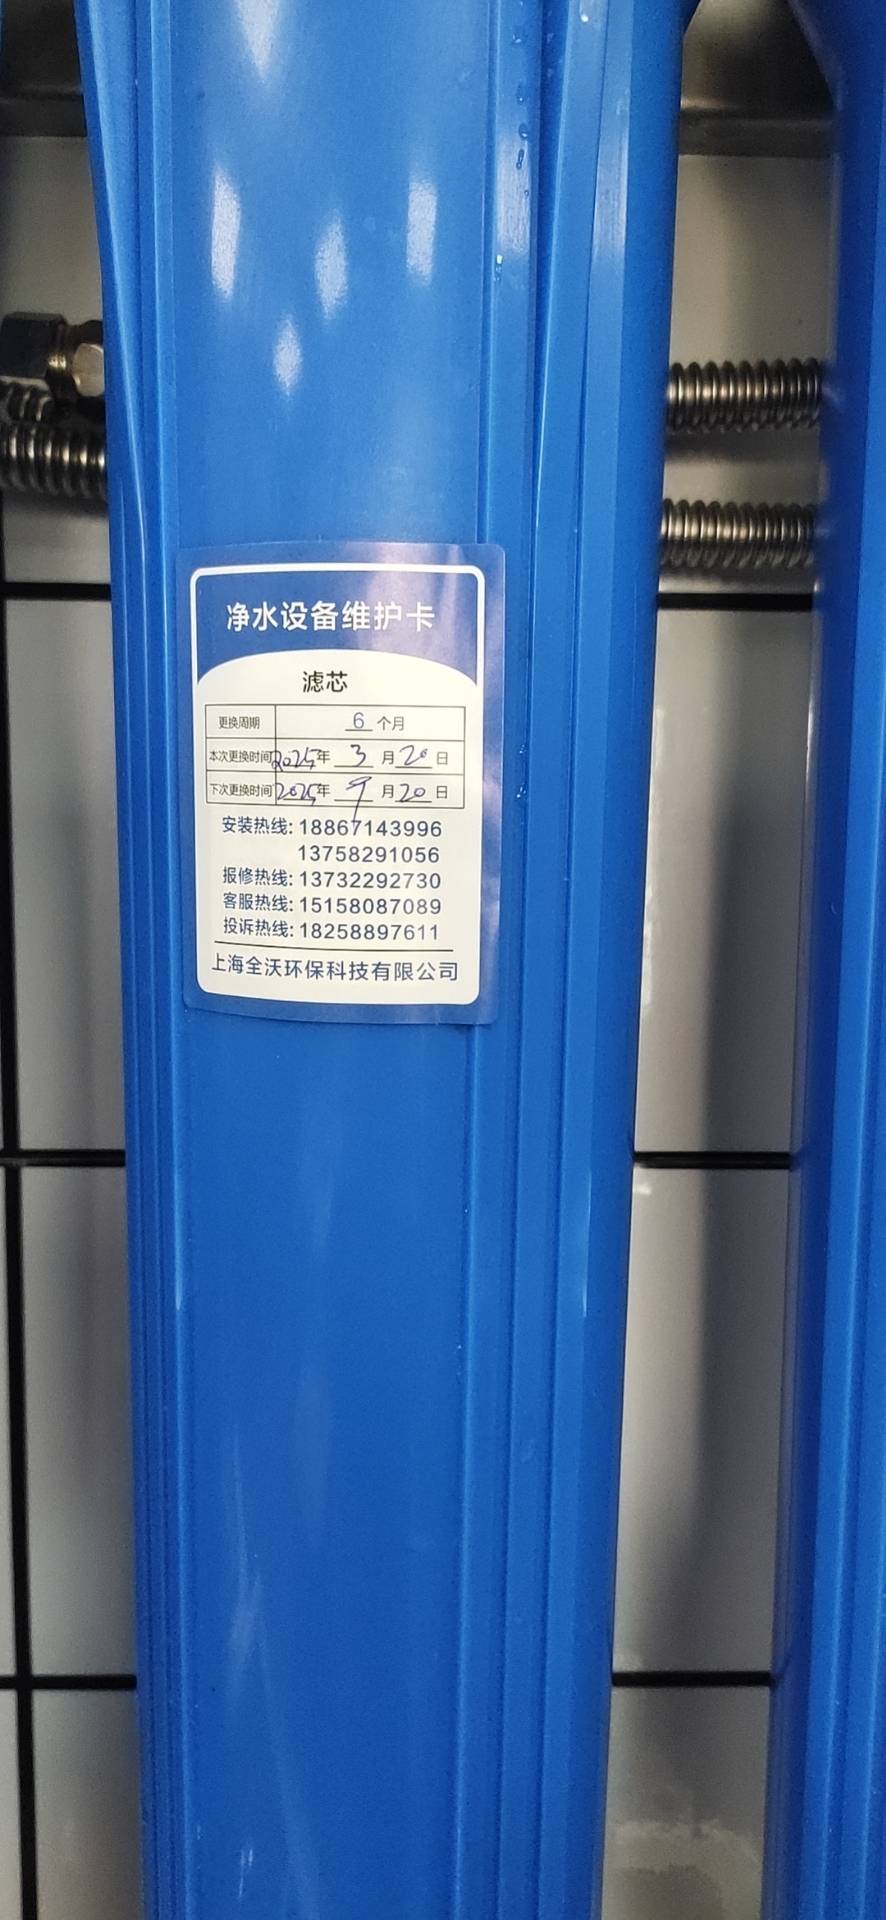 净水设备维护卡
滤芯
更换周期 6 个月
本次更换时间 2025年 3 月 20 日
下次更换时间 2025年 9 月 20 日
安装热线: 18867143996
13758291056
报修热线: 13732292730
客服热线: 15158087089
投诉热线: 18258897611
上海全沃环保科技有限公司